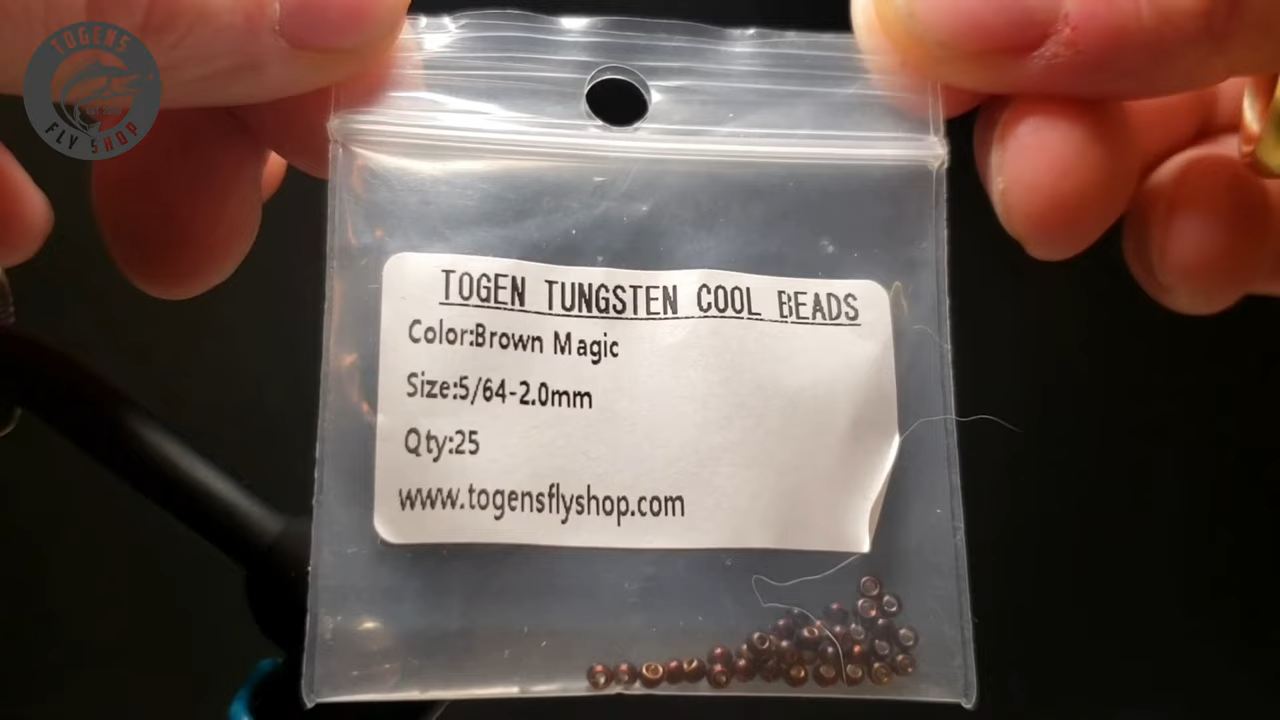 TOGENS
FLY SHOP
TOGEN TUNGSTEN COOL BEADS
Color:Brown Magic
Size:5/64-2.0mm
Qty:25
www.togensflyshop.com